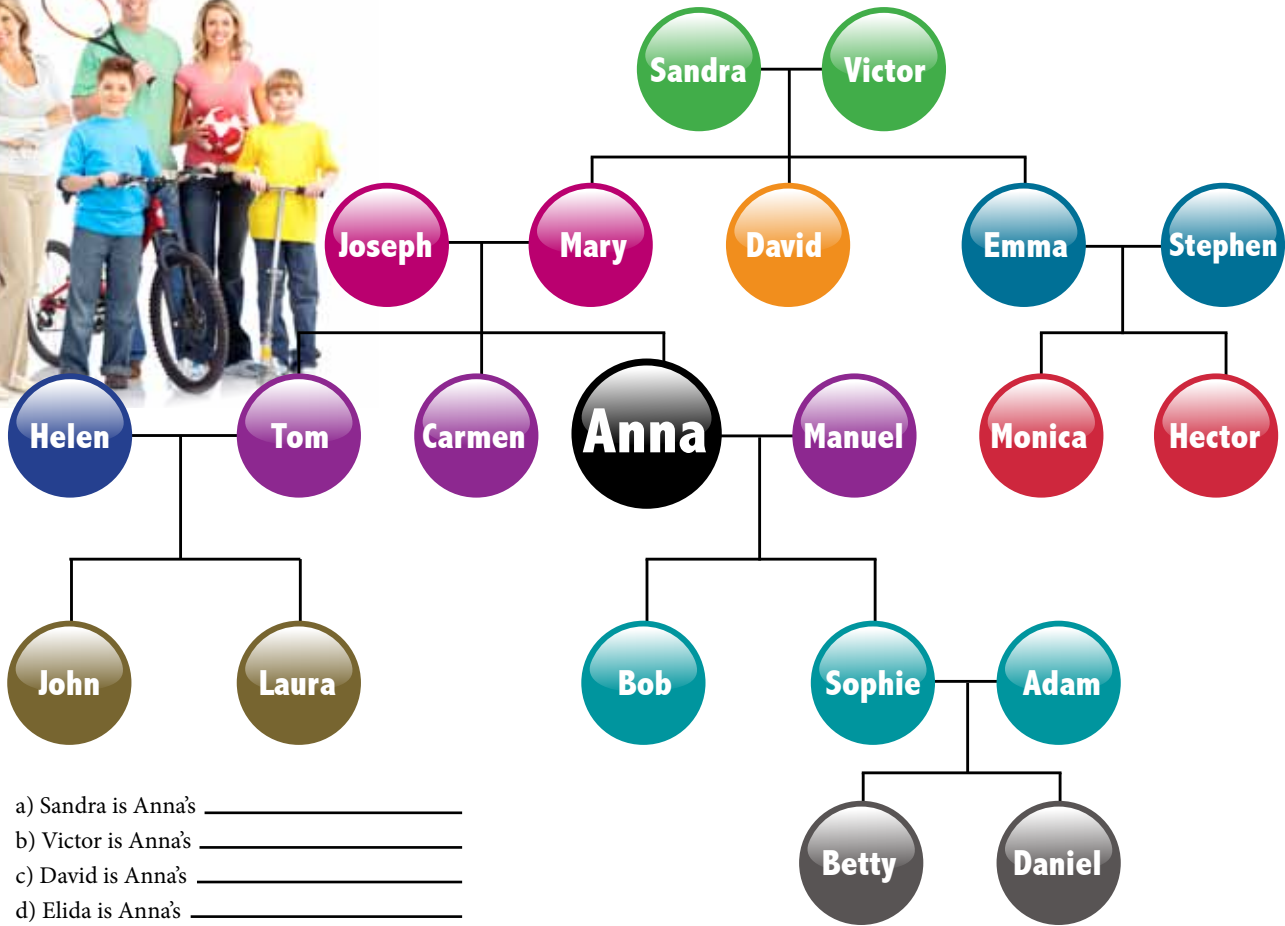 Sandra Victor
Joseph Mary David Emma Stephen
Helen Tom Carmen Anna Manuel Monica Hector
John Laura Bob Sophie Adam
Betty Daniel
a) Sandra is Anna’s
b) Victor is Anna’s
c) David is Anna’s
d) Elida is Anna’s